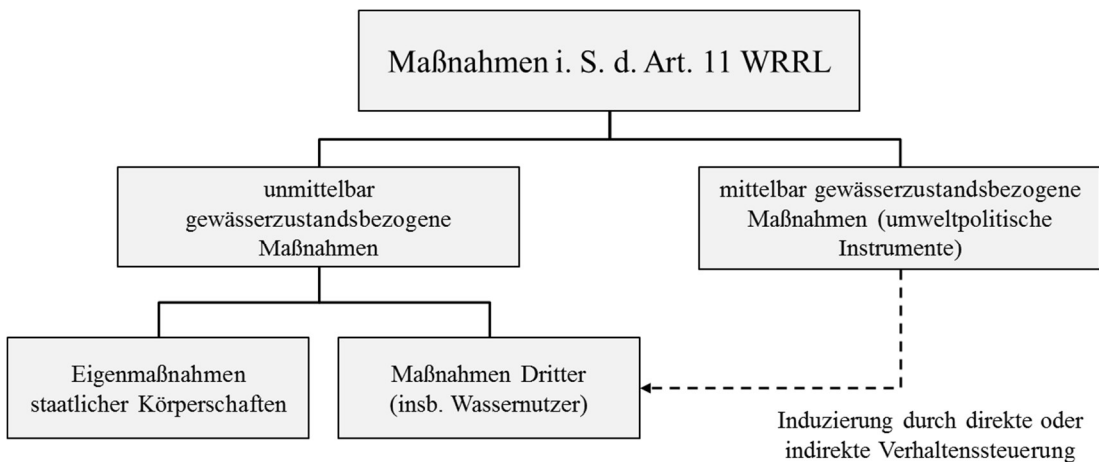 Maßnahmen i. S. d. Art. 11 WRRL
unmittelbar
gewässerzustandsbezogene
Maßnahmen
mittelbar gewässerzustandsbezogene
Maßnahmen (umweltpolitische
Instrumente)
Eigenmaßnahmen
staatlicher Körperschaften
Maßnahmen Dritter
(insb. Wassernutzer)
Induzierung durch direkte oder
indirekte Verhaltenssteuerung